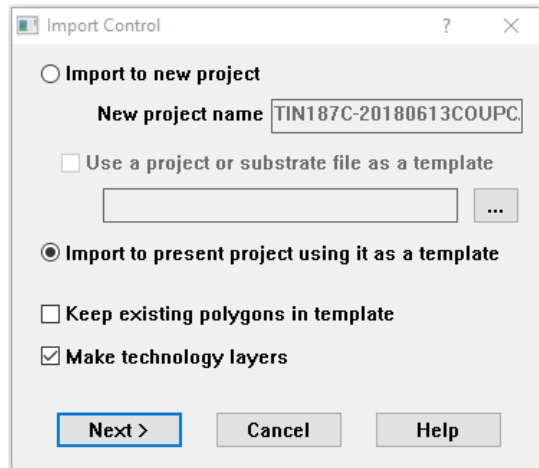 Import Control
Import to new project
New project name TIN187C-20180613COUPC.
Use a project or substrate file as a template
...
Import to present project using it as a template
Keep existing polygons in template
Make technology layers
Next > Cancel Help